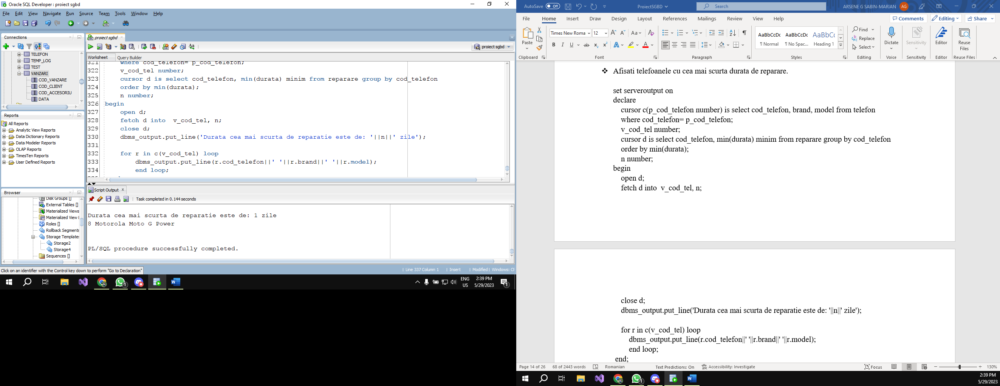 Oracle SQL Developer : proiect sgbd
File Edit View Navigate Run Source Team Tools Window Help
Connections
TELEFON
TEMP_LOG
TEST
VANZARI
COD_VANZARE
COD_CLIENT
COD_ACCESORIU
DATA
Reports
All Reports
Analytic View Reports
Data Dictionary Reports
Data Modeler Reports
OLAP Reports
TimesTen Reports
User Defined Reports
Browser
Disk Groups []
External Tables []
Materialized Views
Materialized View
Roles []
Rollback Segments
Storage Templates
Storage2
Storage4
Sequences []
proiect sgbd
proiect sgbd
Worksheet Query Builder
321 where cod_telefon= p_cod_telefon;
322 v_cod_tel number;
323 cursor d is select cod_telefon, min(durata) minim from reparare group by cod_telefon
324 order by min(durata);
325 n number;
326 begin
327 open d;
328 fetch d into  v_cod_tel, n;
329 close d;
330 dbms_output.put_line('Durata cea mai scurta de reparatie este de: '||n||' zile');
331
332 for r in c(v_cod_tel) loop
333 dbms_output.put_line(r.cod_telefon||' '||r.brand||' '||r.model);
334 end loop;
Script Output
Task completed in 0.144 seconds
Durata cea mai scurta de reparatie este de: 1 zile
8 Motorola Moto G Power
PL/SQL procedure successfully completed.
Click on an identifier with the Control key down to perform "Go to Declaration"
Line 337 Column 1 | Insert | Modified | Windows: CR
ENG US 2:39 PM 5/29/2023
AutoSave Off ProiectSGBD Search ARSENE G SABIN-MARIAN AG
File Home Insert Draw Design Layout References Mailings Review View Help Comments Editing Share
Paste
Times New Roma 12
AaBbCcDc AaBbCcDc AaBbCc
¶ Normal ¶ No Spac... Heading 1
Find
Replace
Select
Dictate Sensitivity Editor Reuse Files
Clipboard Font Paragraph Styles Editing Voice Sensitivity Editor Reuse Files
❖ Afisati telefoanele cu cea mai scurta durata de reparare.
set serveroutput on
declare
cursor c(p_cod_telefon number) is select cod_telefon, brand, model from telefon
where cod_telefon= p_cod_telefon;
v_cod_tel number;
cursor d is select cod_telefon, min(durata) minim from reparare group by cod_telefon
order by min(durata);
n number;
begin
open d;
fetch d into  v_cod_tel, n;
close d;
dbms_output.put_line('Durata cea mai scurta de reparatie este de: '||n||' zile');
for r in c(v_cod_tel) loop
dbms_output.put_line(r.cod_telefon||' '||r.brand||' '||r.model);
end loop;
end;
Page 14 of 26 68 of 2443 words Romanian Text Predictions: On Accessibility: Investigate Focus 130%
2:39 PM
5/29/2023